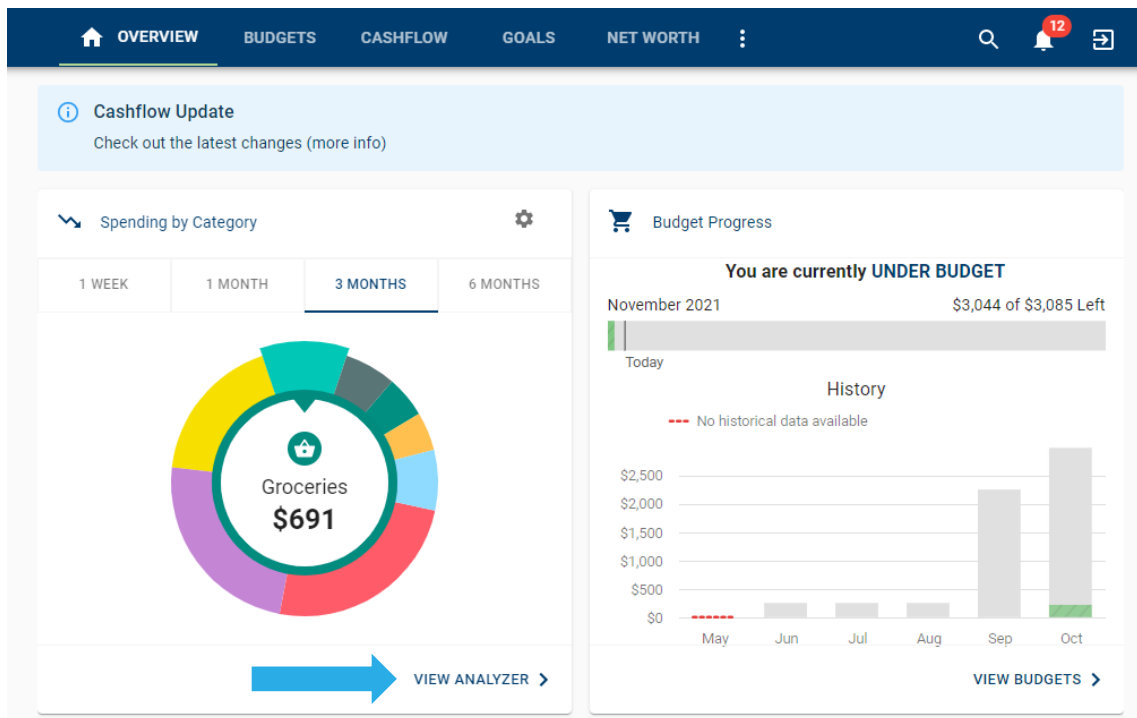 OVERVIEW BUDGETS CASHFLOW GOALS NET WORTH 12
Cashflow Update
Check out the latest changes (more info)
Spending by Category
1 WEEK 1 MONTH 3 MONTHS 6 MONTHS
Groceries
$691
VIEW ANALYZER
Budget Progress
You are currently UNDER BUDGET
November 2021 $3,044 of $3,085 Left
Today
History
No historical data available
$2,500
$2,000
$1,500
$1,000
$500
$0
May Jun Jul Aug Sep Oct
VIEW BUDGETS